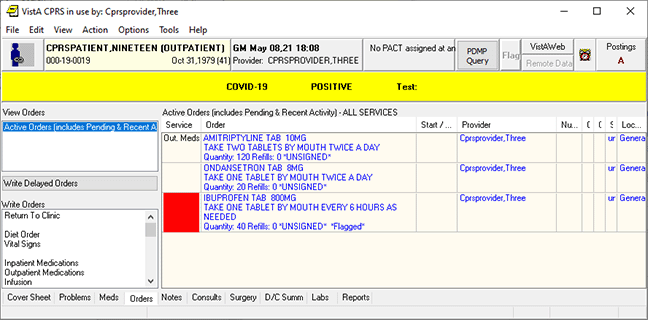 VistA CPRS in use by: Cprsprovider,Three
File Edit View Action Options Tools Help
CPRSPATIENT,NINETEEN (OUTPATIENT) GM May 08,21 18:08 No PACT assigned at an PDMP Flag VistAWeb Postings
000-19-0019 Oct 31,1979 (41) Provider: CPRSPROVIDER,THREE Query Remote Data A
COVID-19 POSITIVE Test:
View Orders
Active Orders (includes Pending & Recent A
Write Delayed Orders
Write Orders
Return To Clinic
Diet Order
Vital Signs
Inpatient Medications
Outpatient Medications
Infusion
Active Orders (includes Pending & Recent Activity) - ALL SERVICES
Service Order Start / ... Provider Nu... C C S Loc...
Out. Meds AMITRIPTYLINE TAB 10MG Cprsprovider,Three ur Genera
TAKE TWO TABLETS BY MOUTH TWICE A DAY
Quantity: 120 Refills: 0 *UNSIGNED*
ONDANSETRON TAB 8MG Cprsprovider,Three ur Genera
TAKE ONE TABLET BY MOUTH TWICE A DAY
Quantity: 20 Refills: 0 *UNSIGNED*
IBUPROFEN TAB 800MG Cprsprovider,Three ur Genera
TAKE ONE TABLET BY MOUTH EVERY 6 HOURS AS
NEEDED
Quantity: 40 Refills: 0 *UNSIGNED* *Flagged*
Cover Sheet Problems Meds Orders Notes Consults Surgery D/C Summ Labs Reports